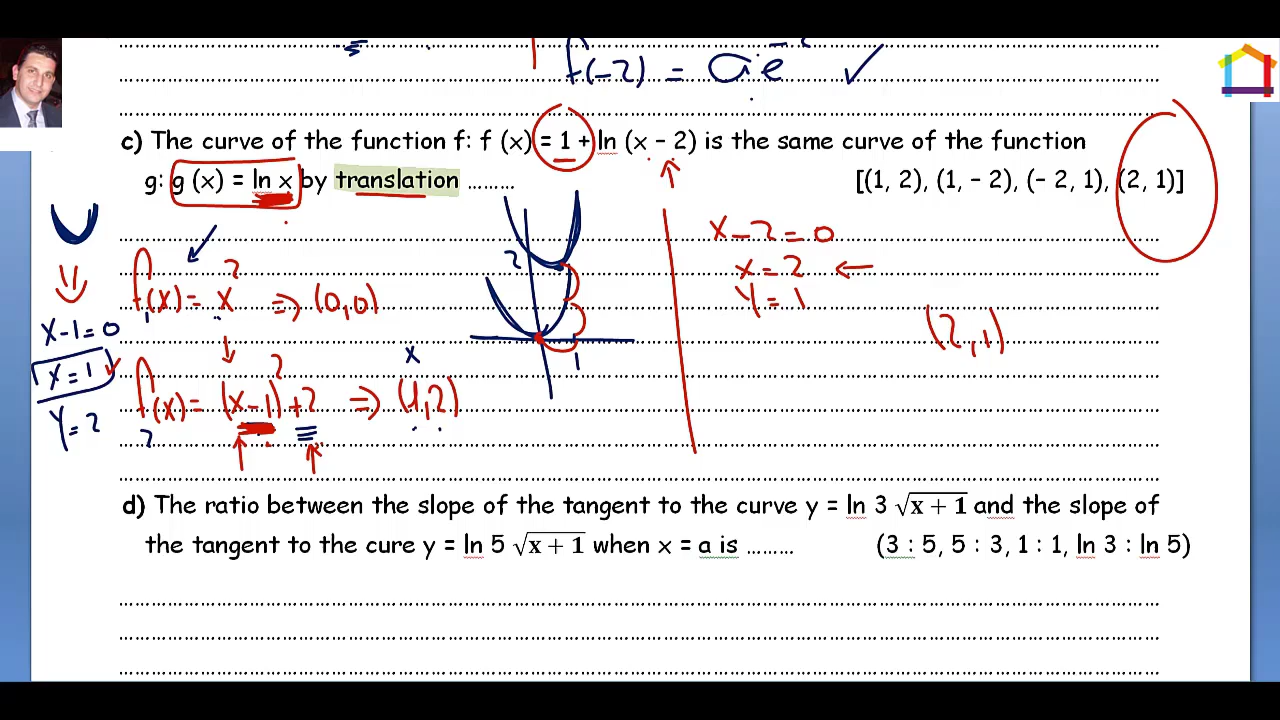 f(-2) = a e ✓
c) The curve of the function f: f (x) = 1 + ln (x – 2) is the same curve of the function
g: g (x) = ln x by translation ………
[(1, 2), (1, – 2), (– 2, 1), (2, 1)]
f₁(x) = x² ⇒ (0,0)
x-1=0
x=1
y=2
x
f₂(x) = (x-1)² + 2 ⇒ (1,2)
2
1
x-2=0
x=2 ←
y=1
(2,1)
d) The ratio between the slope of the tangent to the curve y = ln 3 √x + 1 and the slope of
the tangent to the cure y = ln 5 √x + 1 when x = a is ………
(3 : 5, 5 : 3, 1 : 1, ln 3 : ln 5)